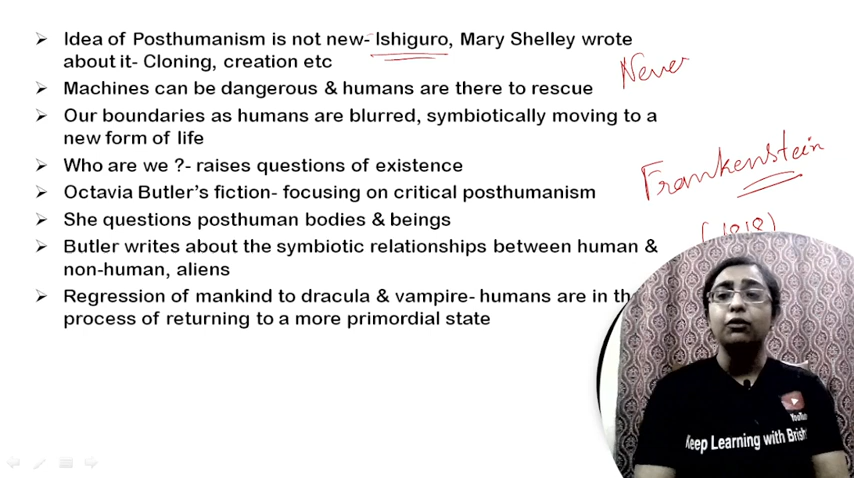 ➤ Idea of Posthumanism is not new- Ishiguro, Mary Shelley wrote
about it- Cloning, creation etc
Never
➤ Machines can be dangerous & humans are there to rescue
➤ Our boundaries as humans are blurred, symbiotically moving to a
new form of life
➤ Who are we ?- raises questions of existence
Frankenstein
➤ Octavia Butler's fiction- focusing on critical posthumanism
➤ She questions posthuman bodies & beings
(1818)
➤ Butler writes about the symbiotic relationships between human &
non-human, aliens
➤ Regression of mankind to dracula & vampire- humans are in th
process of returning to a more primordial state
YouTu
Keep Learning with Brish